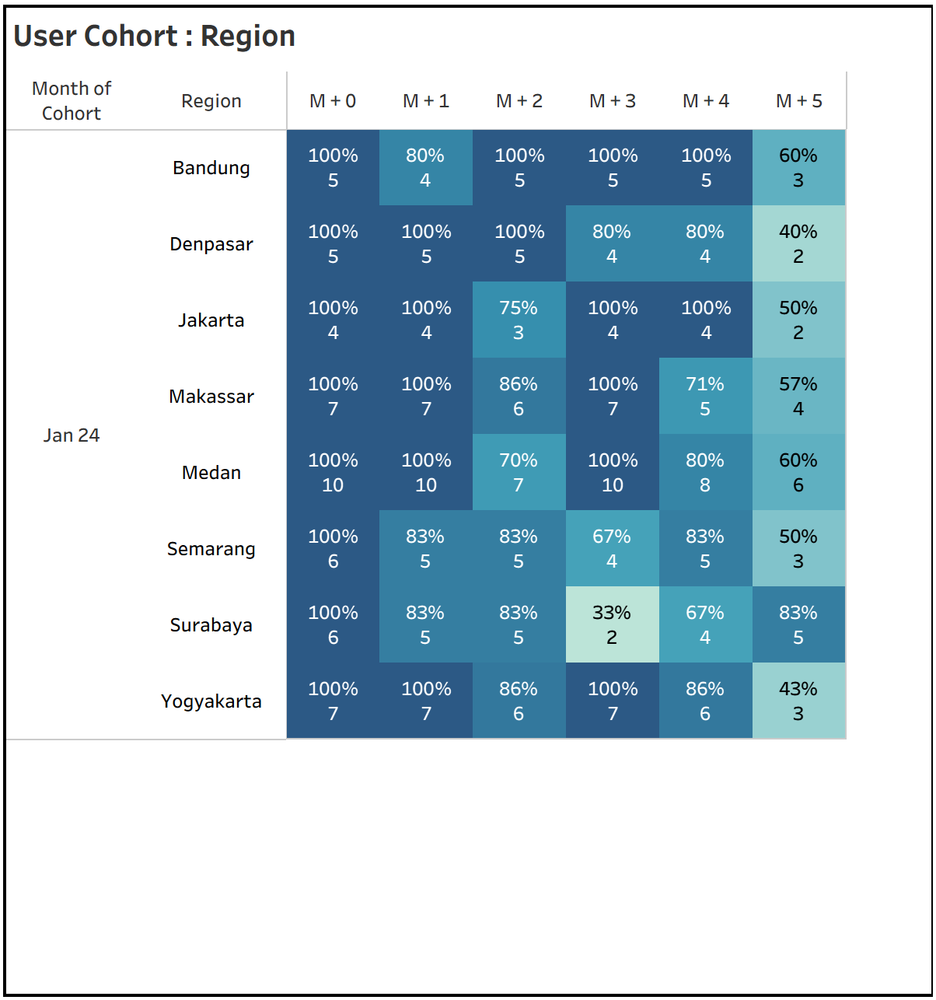 User Cohort : Region
Month of
Cohort
Region
M + 0
M + 1
M + 2
M + 3
M + 4
M + 5
Jan 24
Bandung
100% 80% 100% 100% 100% 60%
5 4 5 5 5 3
Denpasar
100% 100% 100% 80% 80% 40%
5 5 5 4 4 2
Jakarta
100% 100% 75% 100% 100% 50%
4 4 3 4 4 2
Makassar
100% 100% 86% 100% 71% 57%
7 7 6 7 5 4
Medan
100% 100% 70% 100% 80% 60%
10 10 7 10 8 6
Semarang
100% 83% 83% 67% 83% 50%
6 5 5 4 5 3
Surabaya
100% 83% 83% 33% 67% 83%
6 5 5 2 4 5
Yogyakarta
100% 100% 86% 100% 86% 43%
7 7 6 7 6 3